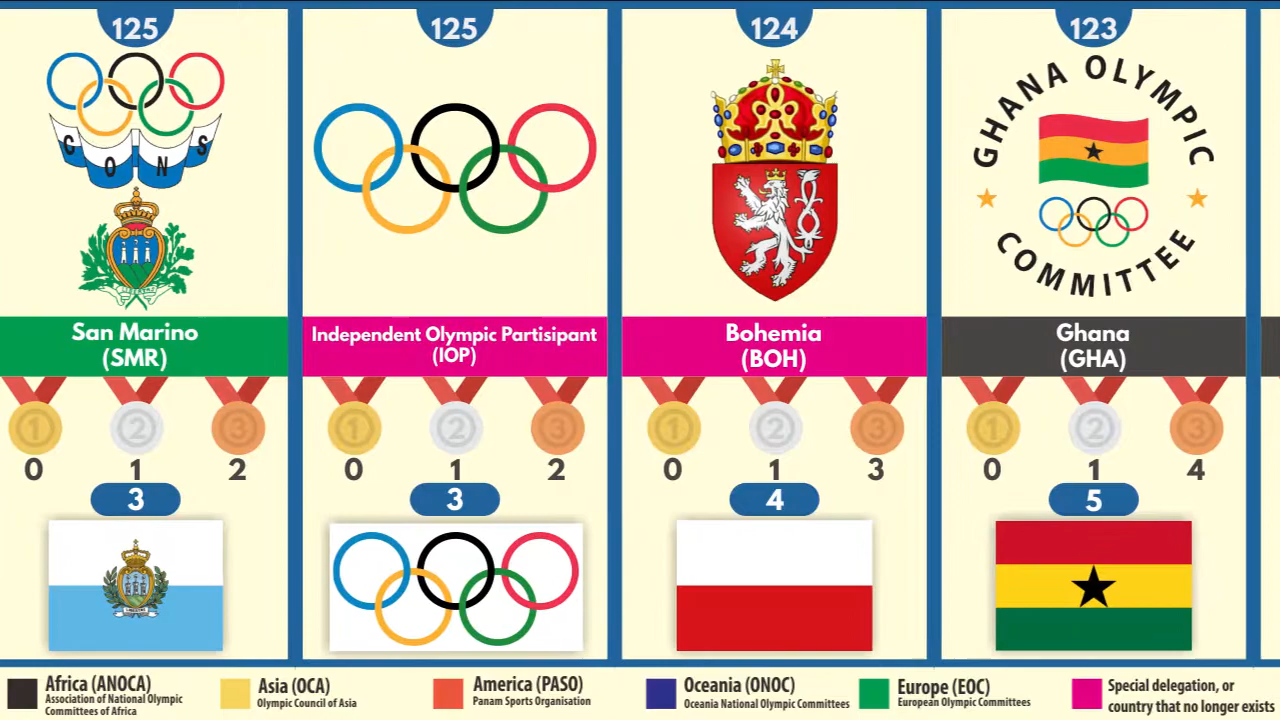 125
CONS
LIBERTAS
San Marino
(SMR)
1 2 3
0 1 2
3
LIBERTAS
125
Independent Olympic Partisipant
(IOP)
1 2 3
0 1 2
3
124
Bohemia
(BOH)
1 2 3
0 1 3
4
123
GHANA OLYMPIC
COMMITTEE
Ghana
(GHA)
1 2 3
0 1 4
5
Africa (ANOCA)
Association of National Olympic
Committees of Africa
Asia (OCA)
Olympic Council of Asia
America (PASO)
Panam Sports Organisation
Oceania (ONOC)
Oceania National Olympic Committees
Europe (EOC)
European Olympic Committees
Special delegation, or
country that no longer exists